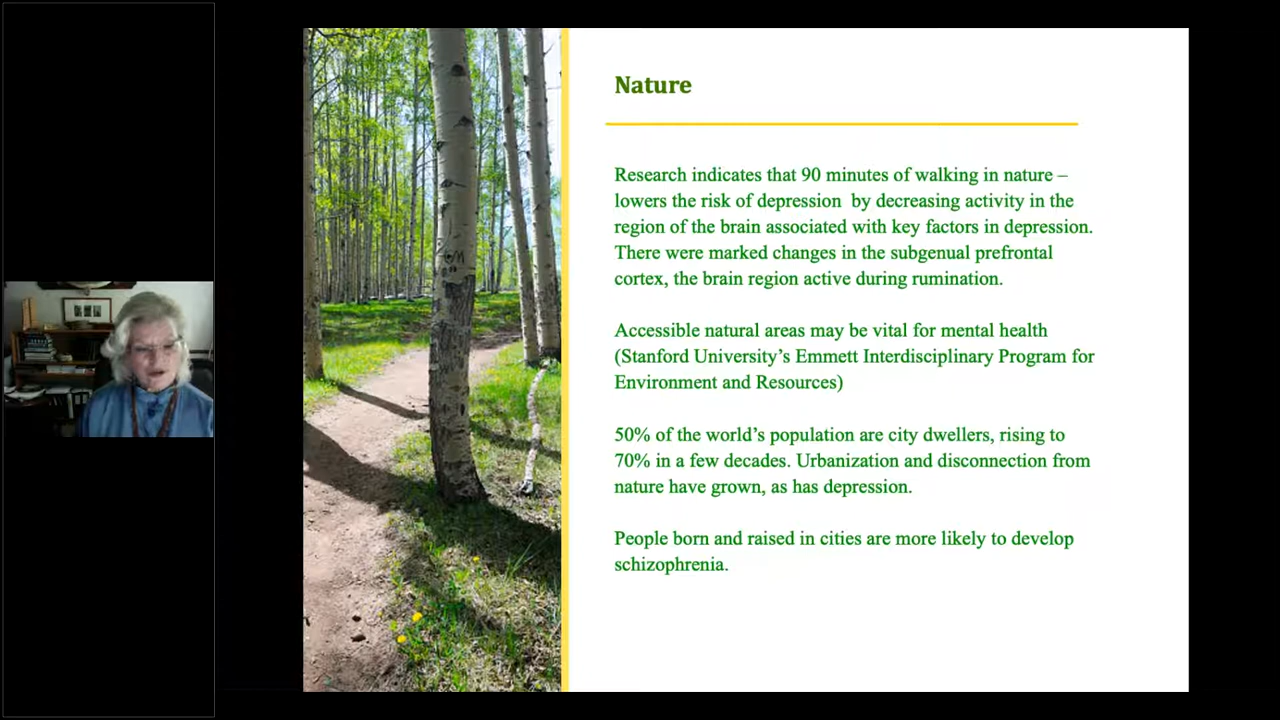 Nature
Research indicates that 90 minutes of walking in nature –
lowers the risk of depression  by decreasing activity in the
region of the brain associated with key factors in depression.
There were marked changes in the subgenual prefrontal
cortex, the brain region active during rumination.
Accessible natural areas may be vital for mental health
(Stanford University’s Emmett Interdisciplinary Program for
Environment and Resources)
50% of the world’s population are city dwellers, rising to
70% in a few decades. Urbanization and disconnection from
nature have grown, as has depression.
People born and raised in cities are more likely to develop
schizophrenia.